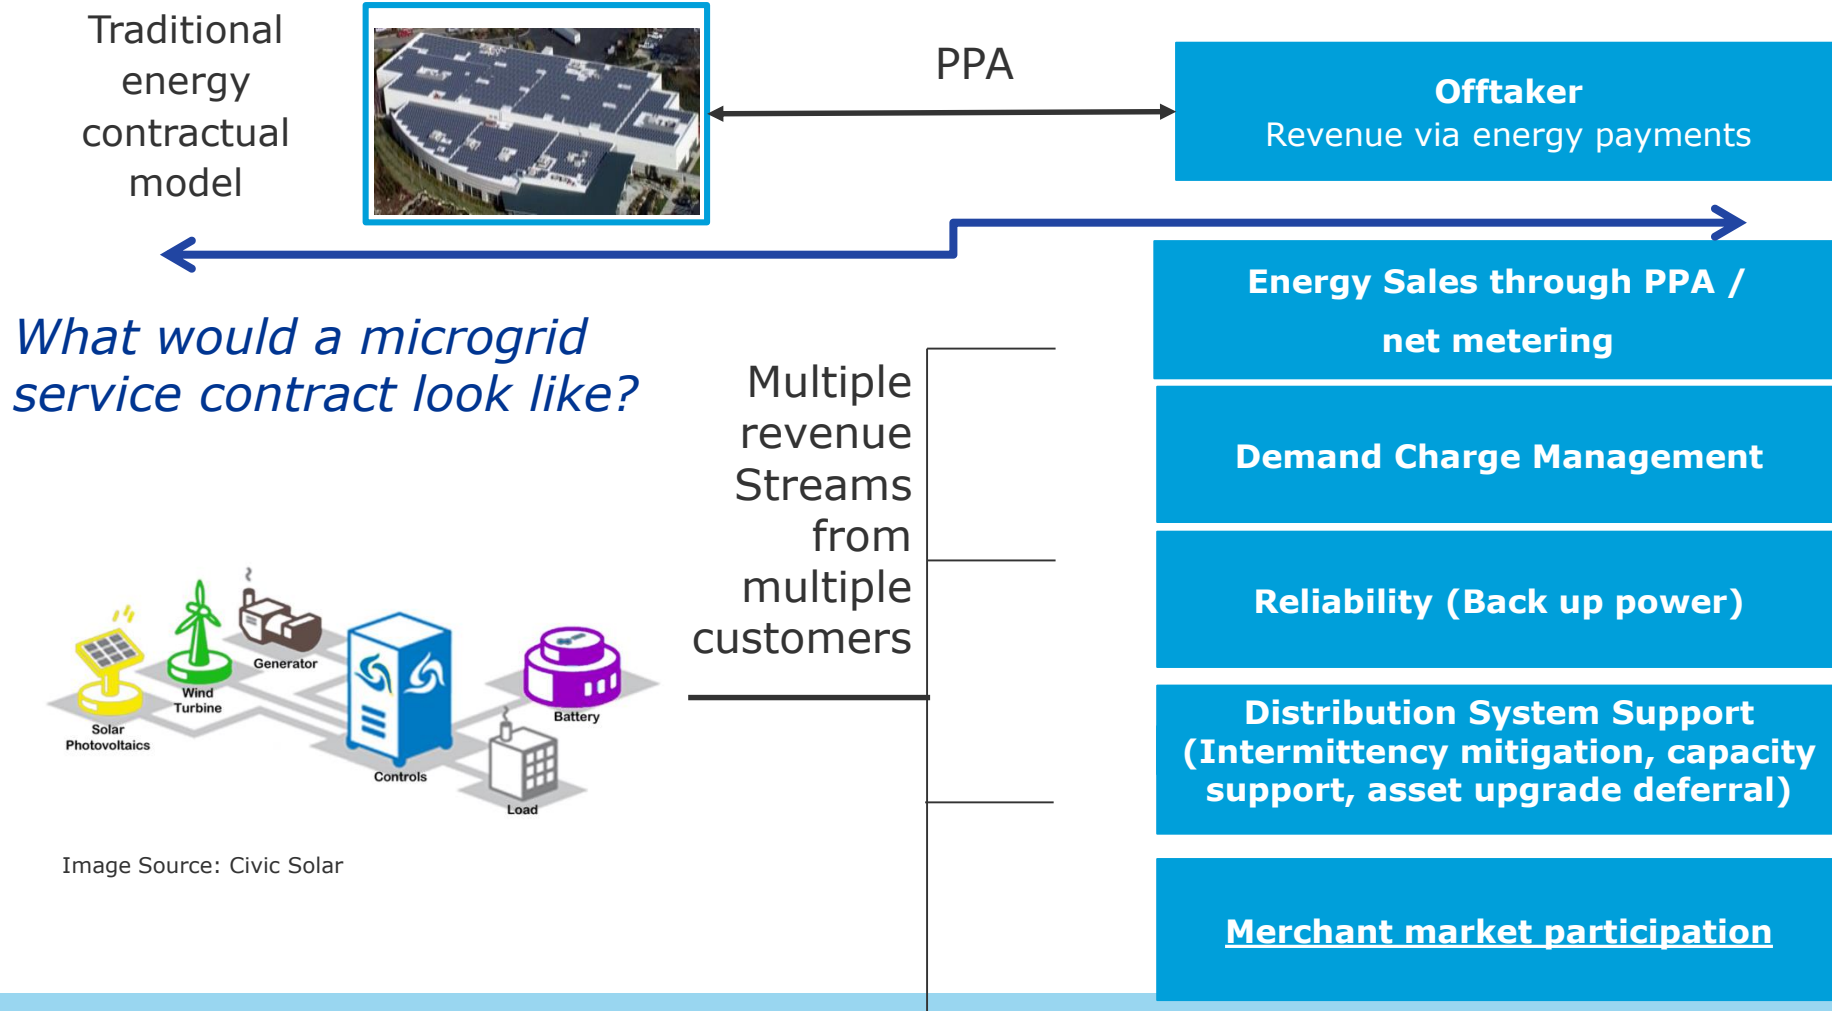 Traditional
energy
contractual
model
PPA
Offtaker
Revenue via energy payments
What would a microgrid
service contract look like?
Multiple
revenue
Streams
from
multiple
customers
Energy Sales through PPA /
net metering
Demand Charge Management
Reliability (Back up power)
Distribution System Support
(Intermittency mitigation, capacity
support, asset upgrade deferral)
Merchant market participation
Solar
Photovoltaics
Wind
Turbine
Generator
Controls
Battery
Load
Image Source: Civic Solar